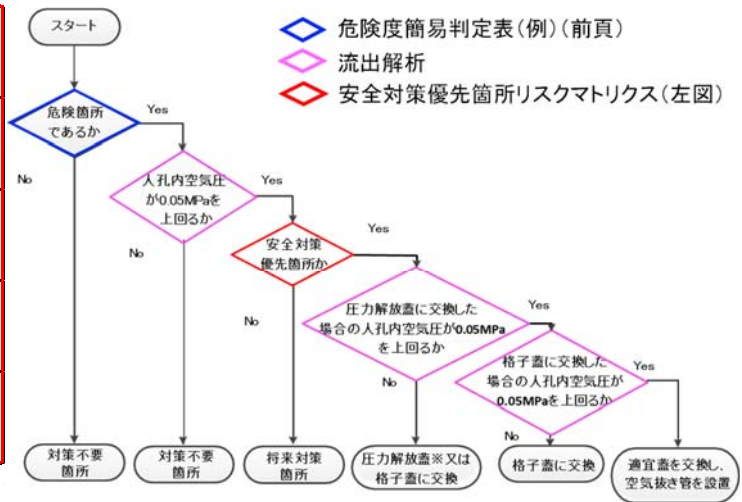 スタート
危険度簡易判定表(例)(前頁)
流出解析
安全対策優先箇所リスクマトリクス(左図)
危険箇所
であるか
Yes
No
人孔内空気圧
が0.05MPaを
上回るか
Yes
No
安全対策
優先箇所か
Yes
No
圧力解放蓋に交換した
場合の人孔内空気圧が0.05MPa
を上回るか
Yes
No
格子蓋に交換した
場合の人孔内空気圧が
0.05MPaを上回るか
Yes
No
対策不要
箇所
対策不要
箇所
将来対策
箇所
圧力解放蓋※又は
格子蓋に交換
格子蓋に交換
適宜蓋を交換し、
空気抜き管を設置